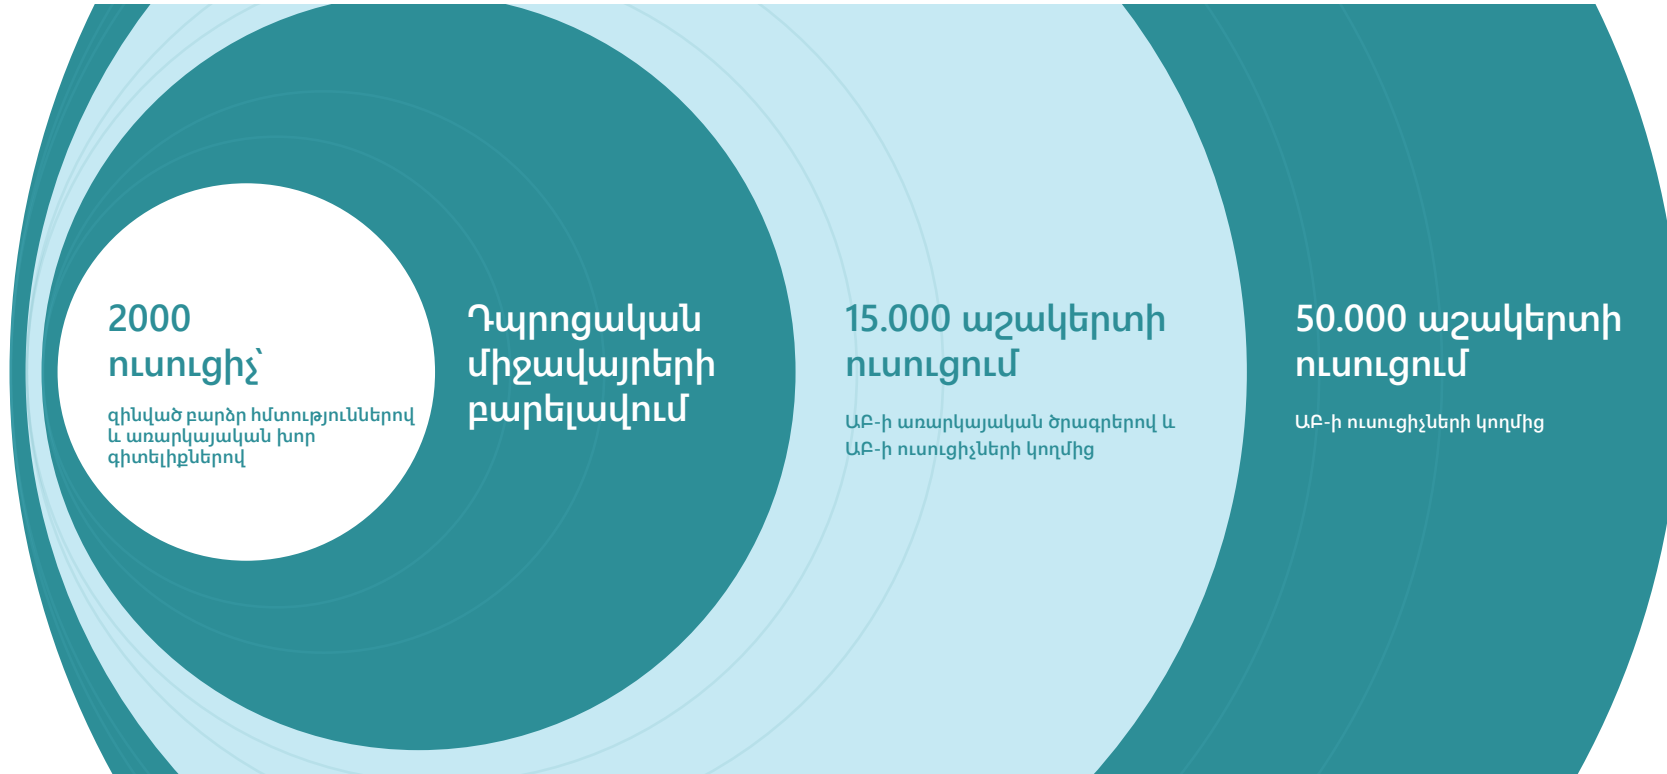 2000
ուսուցիչ՝
զինված բարձր հմտություններով
և առարկայական խոր
գիտելիքներով
Դպրոցական
միջավայրերի
բարելավում
15.000 աշակերտի
ուսուցում
ԱԲ-ի առարկայական ծրագրերով և
ԱԲ-ի ուսուցիչների կողմից
50.000 աշակերտի
ուսուցում
ԱԲ-ի ուսուցիչների կողմից